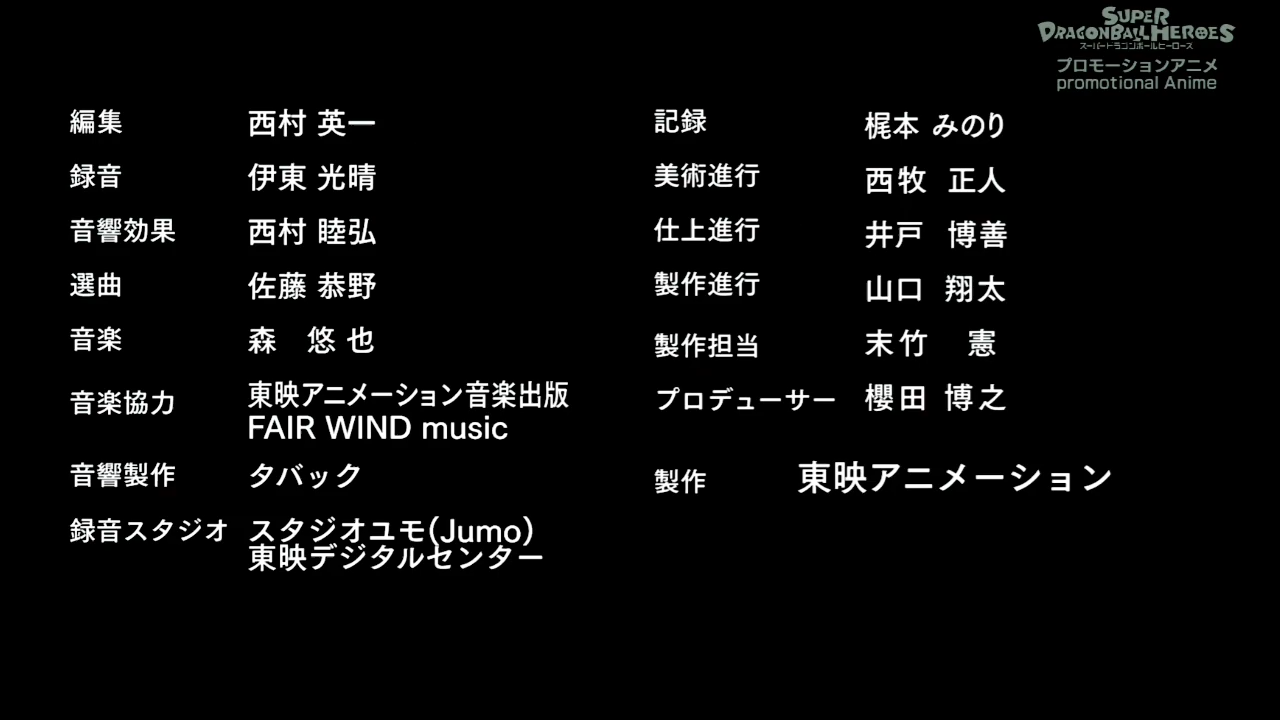 SUPER
DRAGONBALL HEROES
スーパードラゴンボールヒーローズ
プロモーションアニメ
promotional Anime
編集 西村 英一
録音 伊東 光晴
音響効果 西村 睦弘
選曲 佐藤 恭野
音楽 森 悠也
音楽協力 東映アニメーション音楽出版
FAIR WIND music
音響製作 タバック
録音スタジオ スタジオユモ(Jumo)
東映デジタルセンター
記録 梶本 みのり
美術進行 西牧 正人
仕上進行 井戸 博善
製作進行 山口 翔太
製作担当 末竹 憲
プロデューサー 櫻田 博之
製作 東映アニメーション